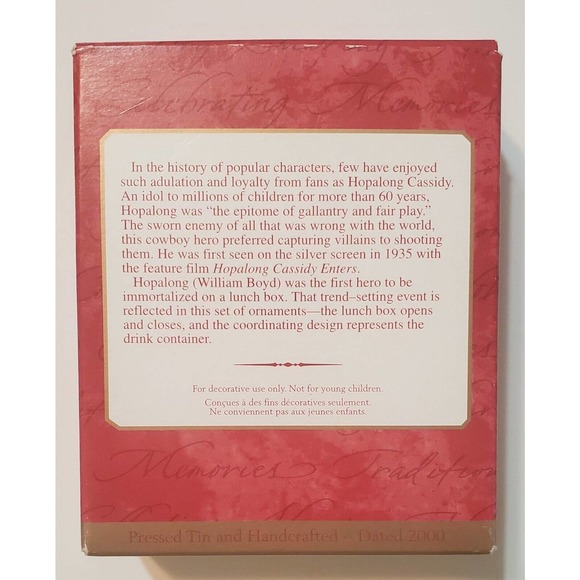 Celebrating Memories
In the history of popular characters, few have enjoyed
such adulation and loyalty from fans as Hopalong Cassidy.
An idol to millions of children for more than 60 years,
Hopalong was “the epitome of gallantry and fair play.”
The sworn enemy of all that was wrong with the world,
this cowboy hero preferred capturing villains to shooting
them. He was first seen on the silver screen in 1935 with
the feature film Hopalong Cassidy Enters.
Hopalong (William Boyd) was the first hero to be
immortalized on a lunch box. That trend–setting event is
reflected in this set of ornaments—the lunch box opens
and closes, and the coordinating design represents the
drink container.
For decorative use only. Not for young children.
Conçues à des fins décoratives seulement.
Ne conviennent pas aux jeunes enfants.
Memories Tradition
Pressed Tin and Handcrafted – Dated 2000